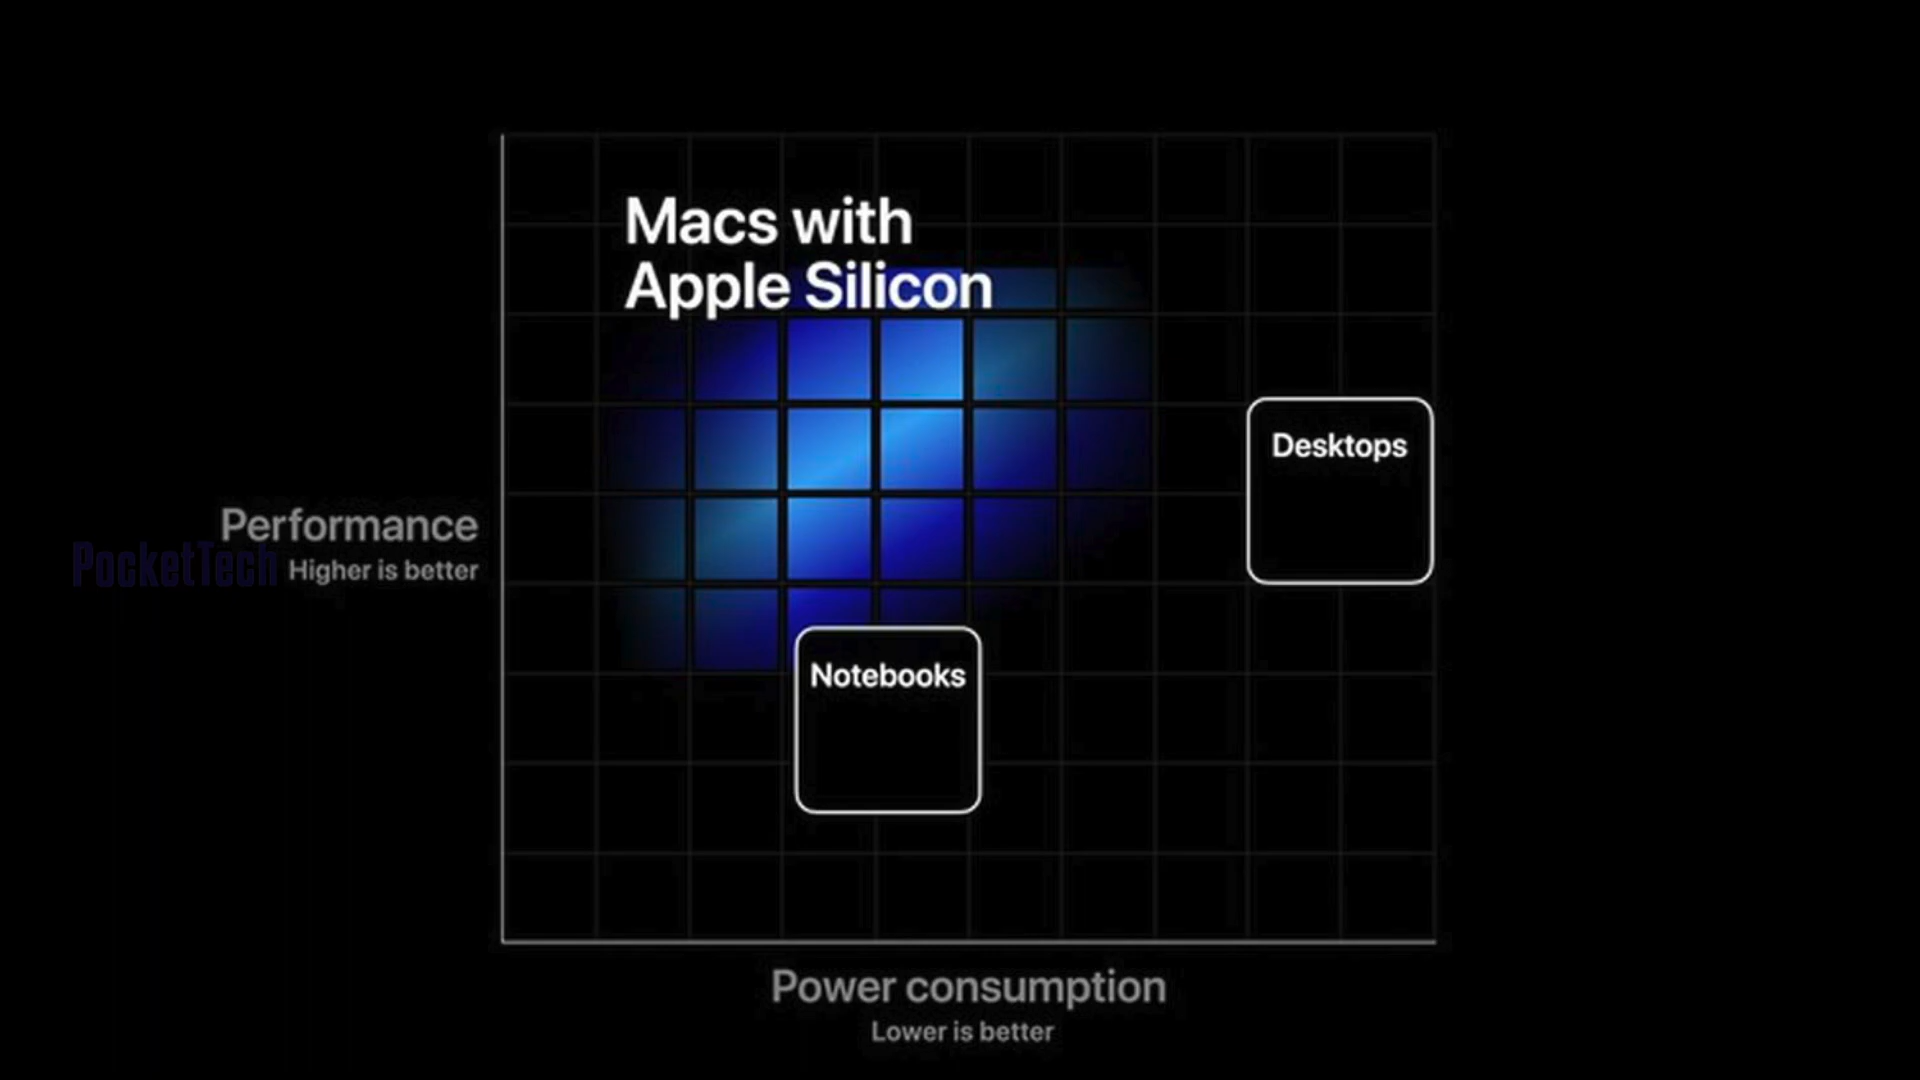 Macs with
Apple Silicon
Desktops
Performance
Higher is better
PocketTech
Notebooks
Power consumption
Lower is better